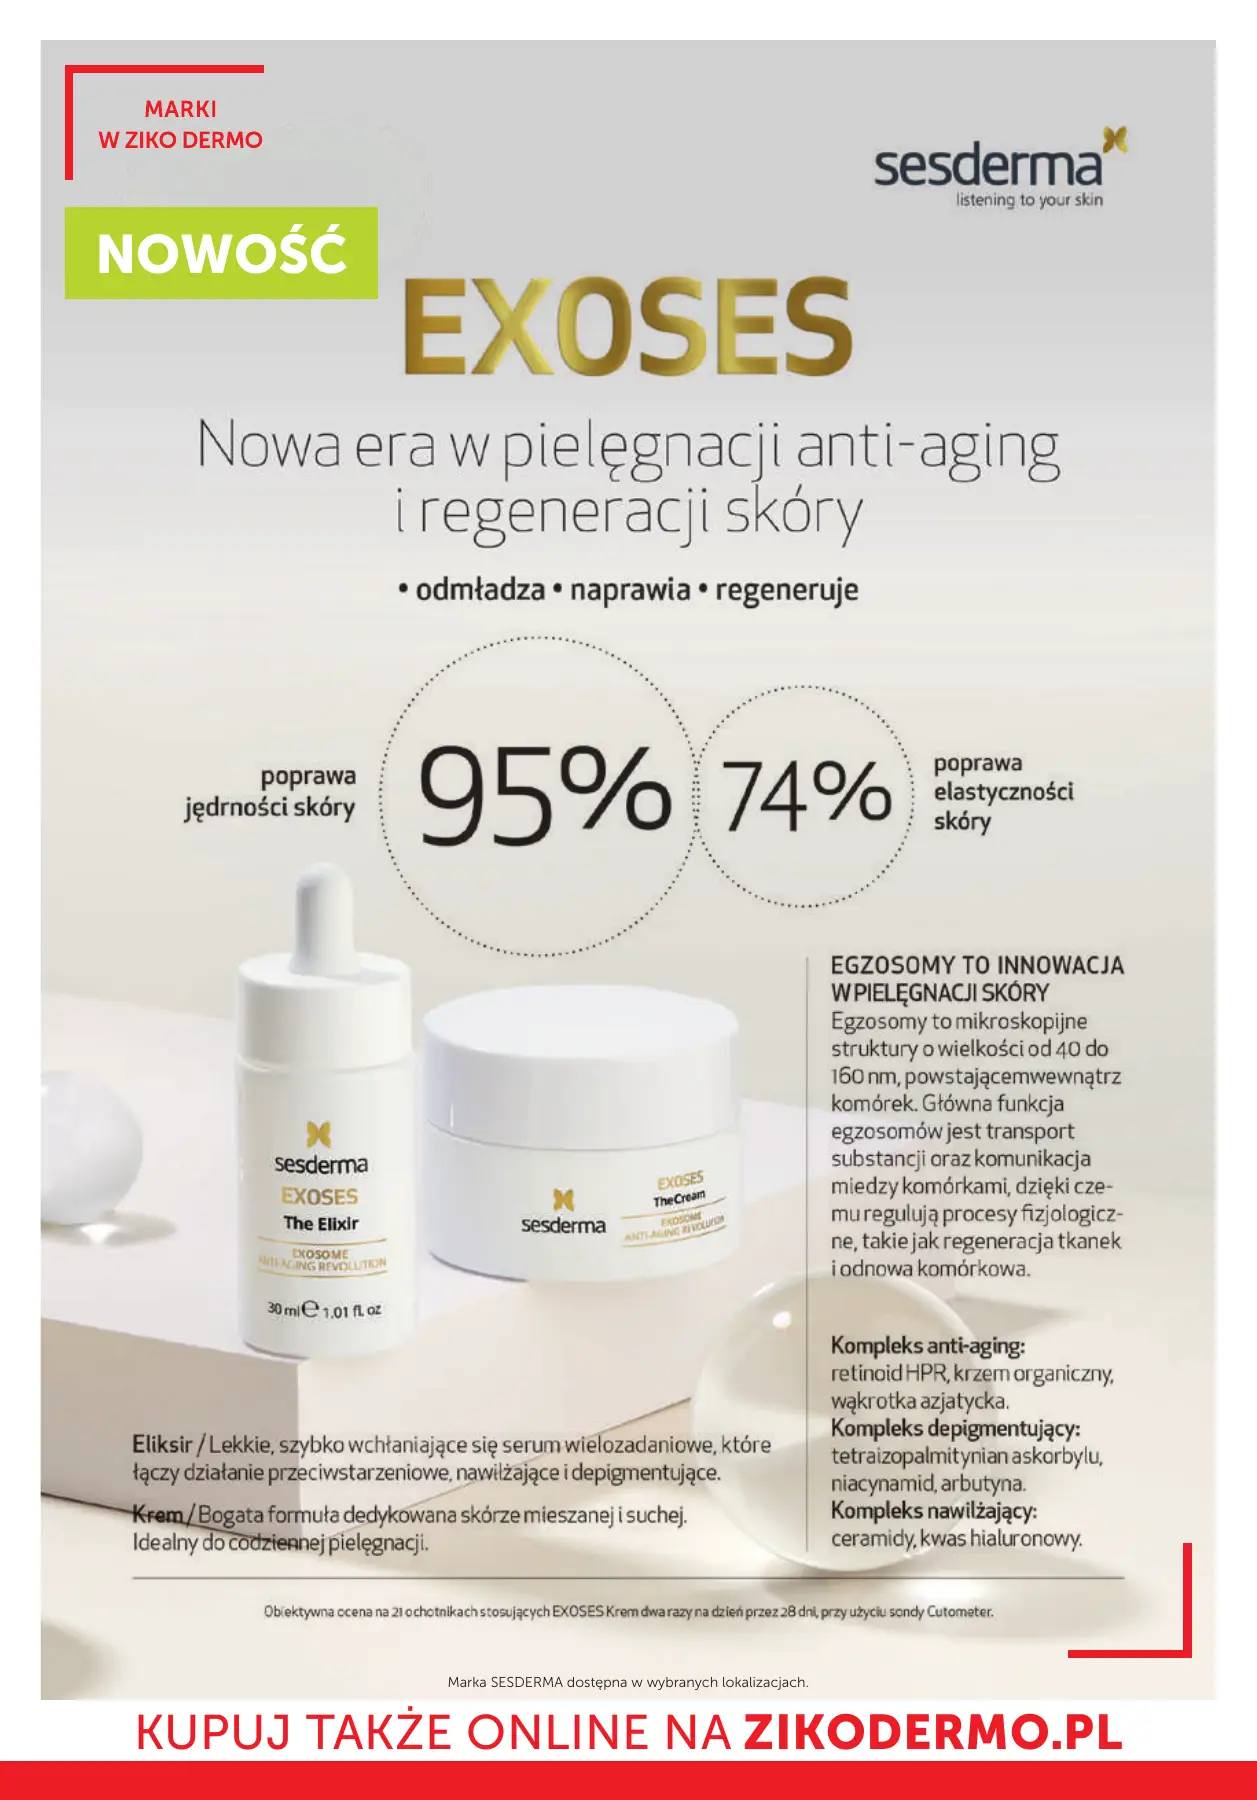 MARKI
W ZIKO DERMO
sesderma
listening to your skin
NOWOŚĆ
EXOSES
Nowa era w pielęgnacji anti-aging
i regeneracji skóry
• odmładza • naprawia • regeneruje
poprawa
jędrności skóry
95%
74%
poprawa
elastyczności
skóry
sesderma
EXOSES
The Elixir
EXOSOME
ANTI-AGING REVOLUTION
30 ml e 1.01 fl. oz
sesderma
EXOSES
The Cream
EXOSOME
ANTI-AGING REVOLUTION
EGZOSOMY TO INNOWACJA
W PIELĘGNACJI SKÓRY
Egzosomy to mikroskopijne
struktury o wielkości od 40 do
160 nm, powstającemwewnątrz
komórek. Główna funkcja
egzosomów jest transport
substancji oraz komunikacja
miedzy komórkami, dzięki cze-
mu regulują procesy fizjologicz-
ne, takie jak regeneracja tkanek
i odnowa komórkowa.
Kompleks anti-aging:
retinoid HPR, krzem organiczny,
wąkrotka azjatycka.
Kompleks depigmentujący:
tetraizopalmitynian askorbylu,
niacynamid, arbutyna.
Kompleks nawilżający:
ceramidy, kwas hialuronowy.
Eliksir / Lekkie, szybko wchłaniające się serum wielozadaniowe, które
łączy działanie przeciwstarzeniowe, nawilżające i depigmentujące.
Krem / Bogata formuła dedykowana skórze mieszanej i suchej.
Idealny do codziennej pielęgnacji.
Obiektywna ocena na 21 ochotnikach stosujących EXOSES Krem dwa razy na dzień przez 28 dni, przy użyciu sondy Cutometer.
Marka SESDERMA dostępna w wybranych lokalizacjach.
KUPUJ TAKŻE ONLINE NA ZIKODERMO.PL